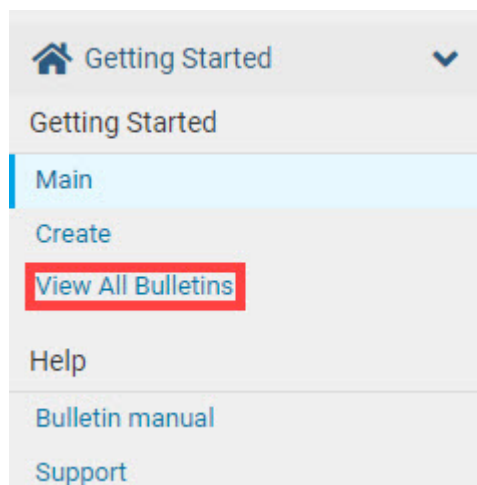 Getting Started
Getting Started
Main
Create
View All Bulletins
Help
Bulletin manual
Support